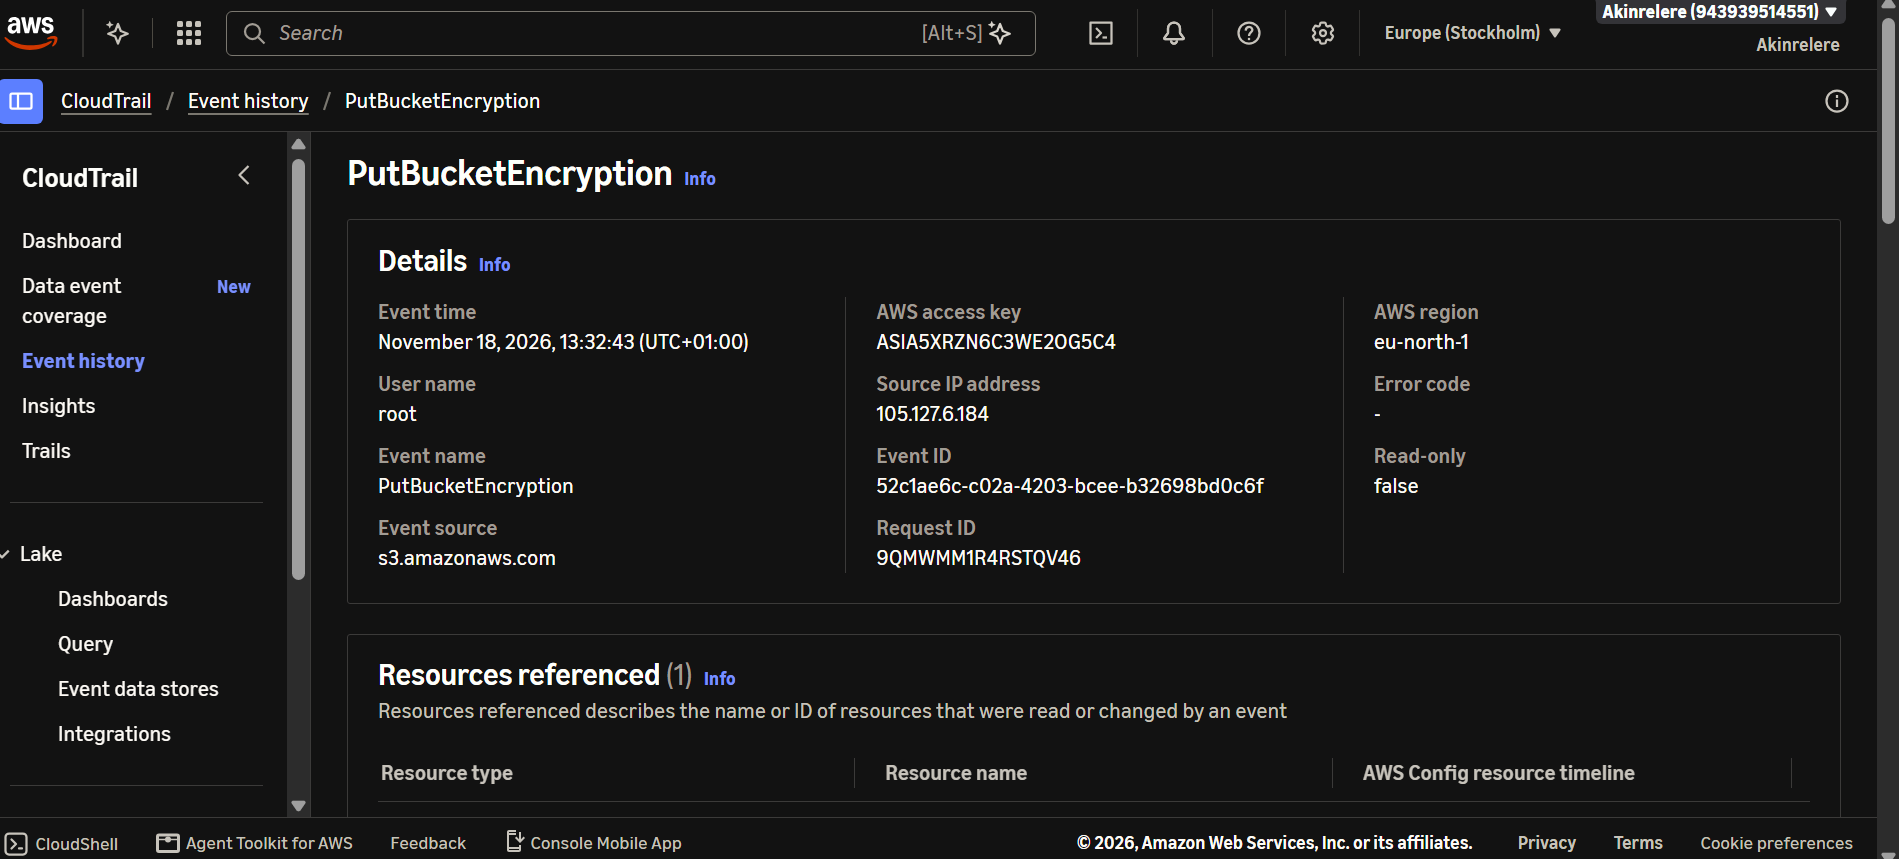 aws
Search [Alt+S]
Europe (Stockholm)
Akinrelere (943939514551)
Akinrelere
CloudTrail / Event history / PutBucketEncryption
CloudTrail
Dashboard
Data event coverage New
Event history
Insights
Trails
Lake
Dashboards
Query
Event data stores
Integrations
PutBucketEncryption Info
Details Info
Event time
November 18, 2026, 13:32:43 (UTC+01:00)
User name
root
Event name
PutBucketEncryption
Event source
s3.amazonaws.com
AWS access key
ASIA5XRZN6C3WE2OG5C4
Source IP address
105.127.6.184
Event ID
52c1ae6c-c02a-4203-bcee-b32698bd0c6f
Request ID
9QMWMM1R4RSTQV46
AWS region
eu-north-1
Error code
-
Read-only
false
Resources referenced (1) Info
Resources referenced describes the name or ID of resources that were read or changed by an event
Resource type
Resource name
AWS Config resource timeline
CloudShell
Agent Toolkit for AWS
Feedback
Console Mobile App
© 2026, Amazon Web Services, Inc. or its affiliates.
Privacy
Terms
Cookie preferences